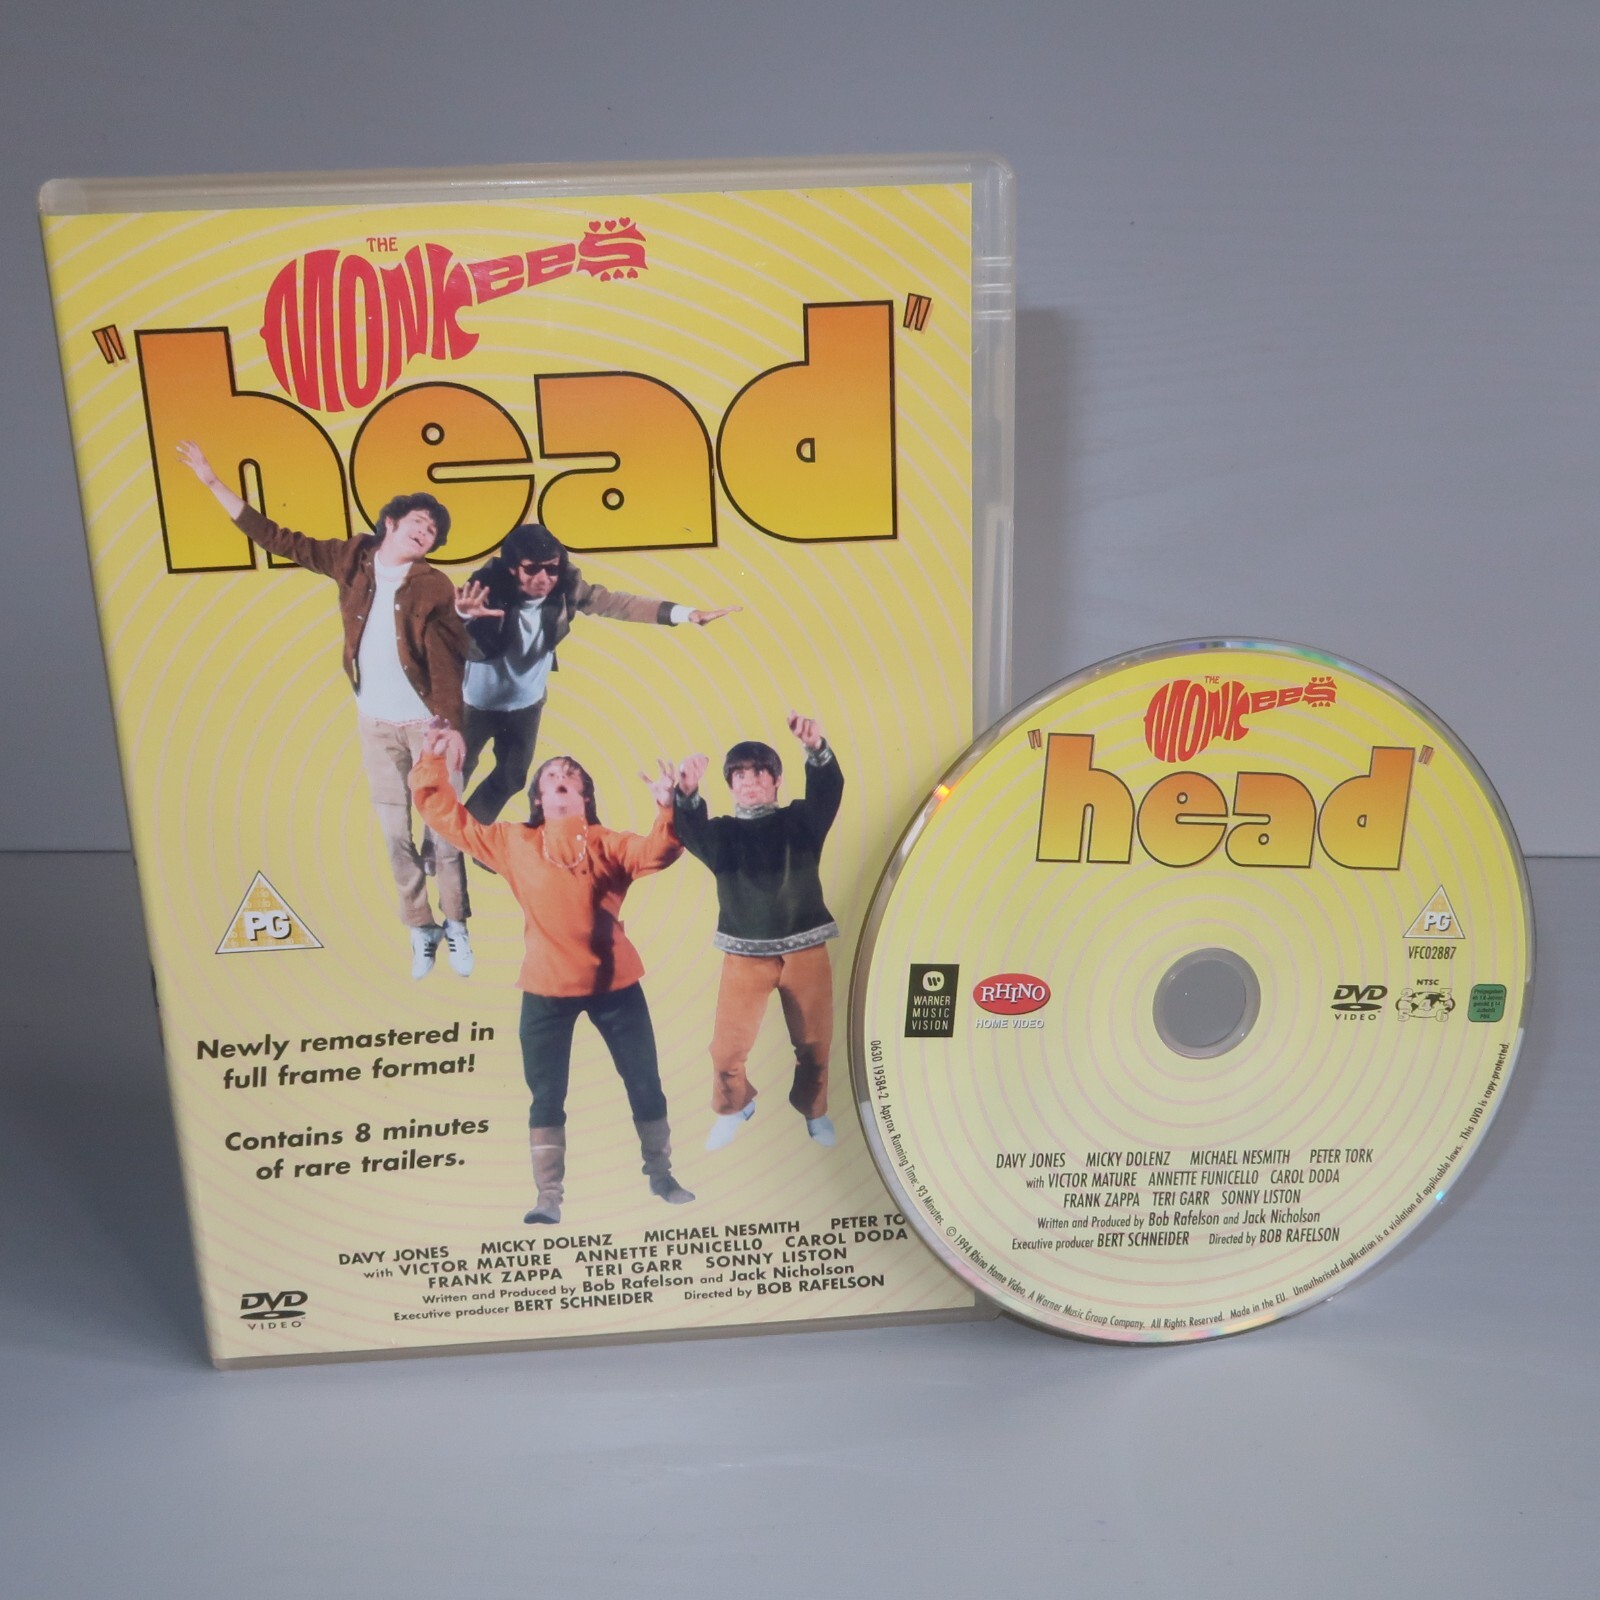 THE
MONKEES
"head"
PG
Newly remastered in
full frame format!
Contains 8 minutes
of rare trailers.
DAVY JONES MICKY DOLENZ MICHAEL NESMITH PETER TO
with VICTOR MATURE ANNETTE FUNICELLO CAROL DODA
FRANK ZAPPA TERI GARR SONNY LISTON
Written and Produced by Bob Rafelson and Jack Nicholson
Executive producer BERT SCHNEIDER Directed by BOB RAFELSON
DVD
VIDEO
THE
MONKEES
"head"
PG
VFC02887
WARNER
MUSIC
VISION
RHINO
HOME VIDEO
DVD
VIDEO
NTSC
DAVY JONES MICKY DOLENZ MICHAEL NESMITH PETER TORK
with VICTOR MATURE ANNETTE FUNICELLO CAROL DODA
FRANK ZAPPA TERI GARR SONNY LISTON
Written and Produced by Bob Rafelson and Jack Nicholson
Executive producer BERT SCHNEIDER Directed by BOB RAFELSON
0630 19584-2 Approx Running Time: 93 Minutes. © 1994 Rhino Home Video, A Warner Music Group Company. All Rights Reserved. Made in the EU. Unauthorised duplication is a violation of applicable laws. This DVD is copy-protected.